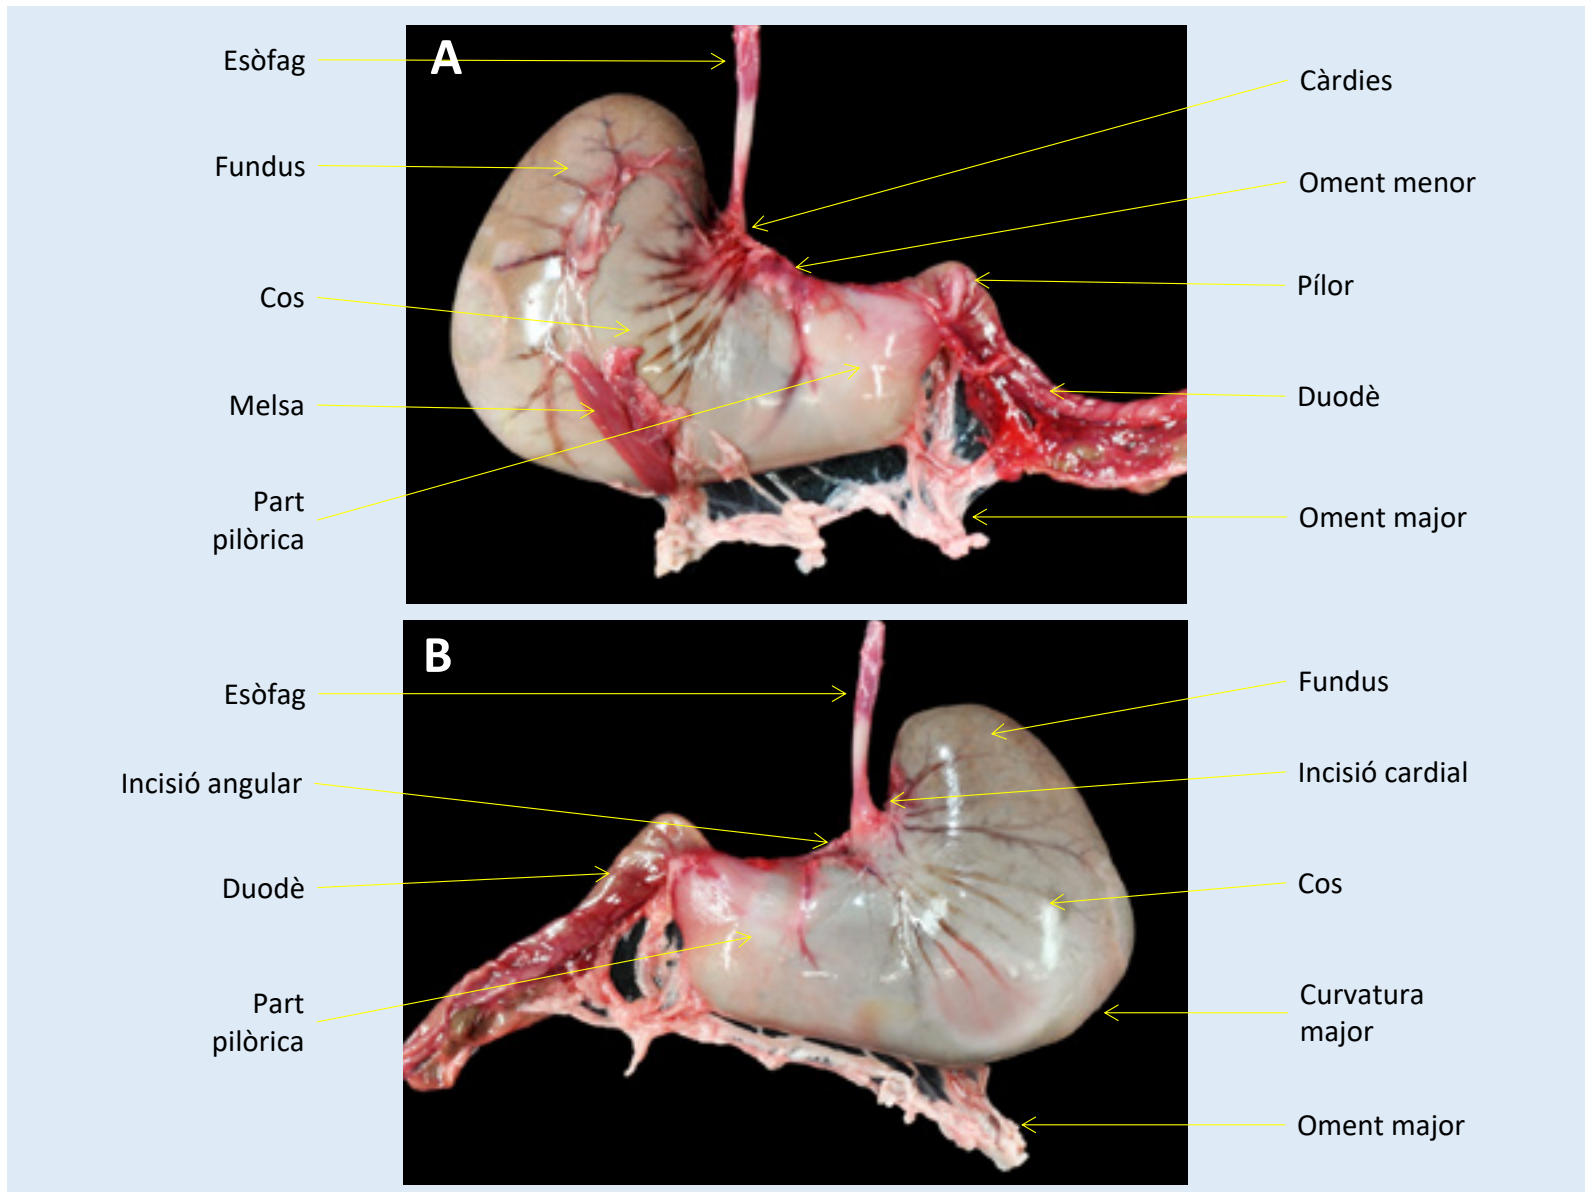 A
Esòfag
Fundus
Cos
Melsa
Part
pilòrica
Càrdies
Oment menor
Pílor
Duodè
Oment major
B
Esòfag
Incisió angular
Duodè
Part
pilòrica
Fundus
Incisió cardial
Cos
Curvatura
major
Oment major